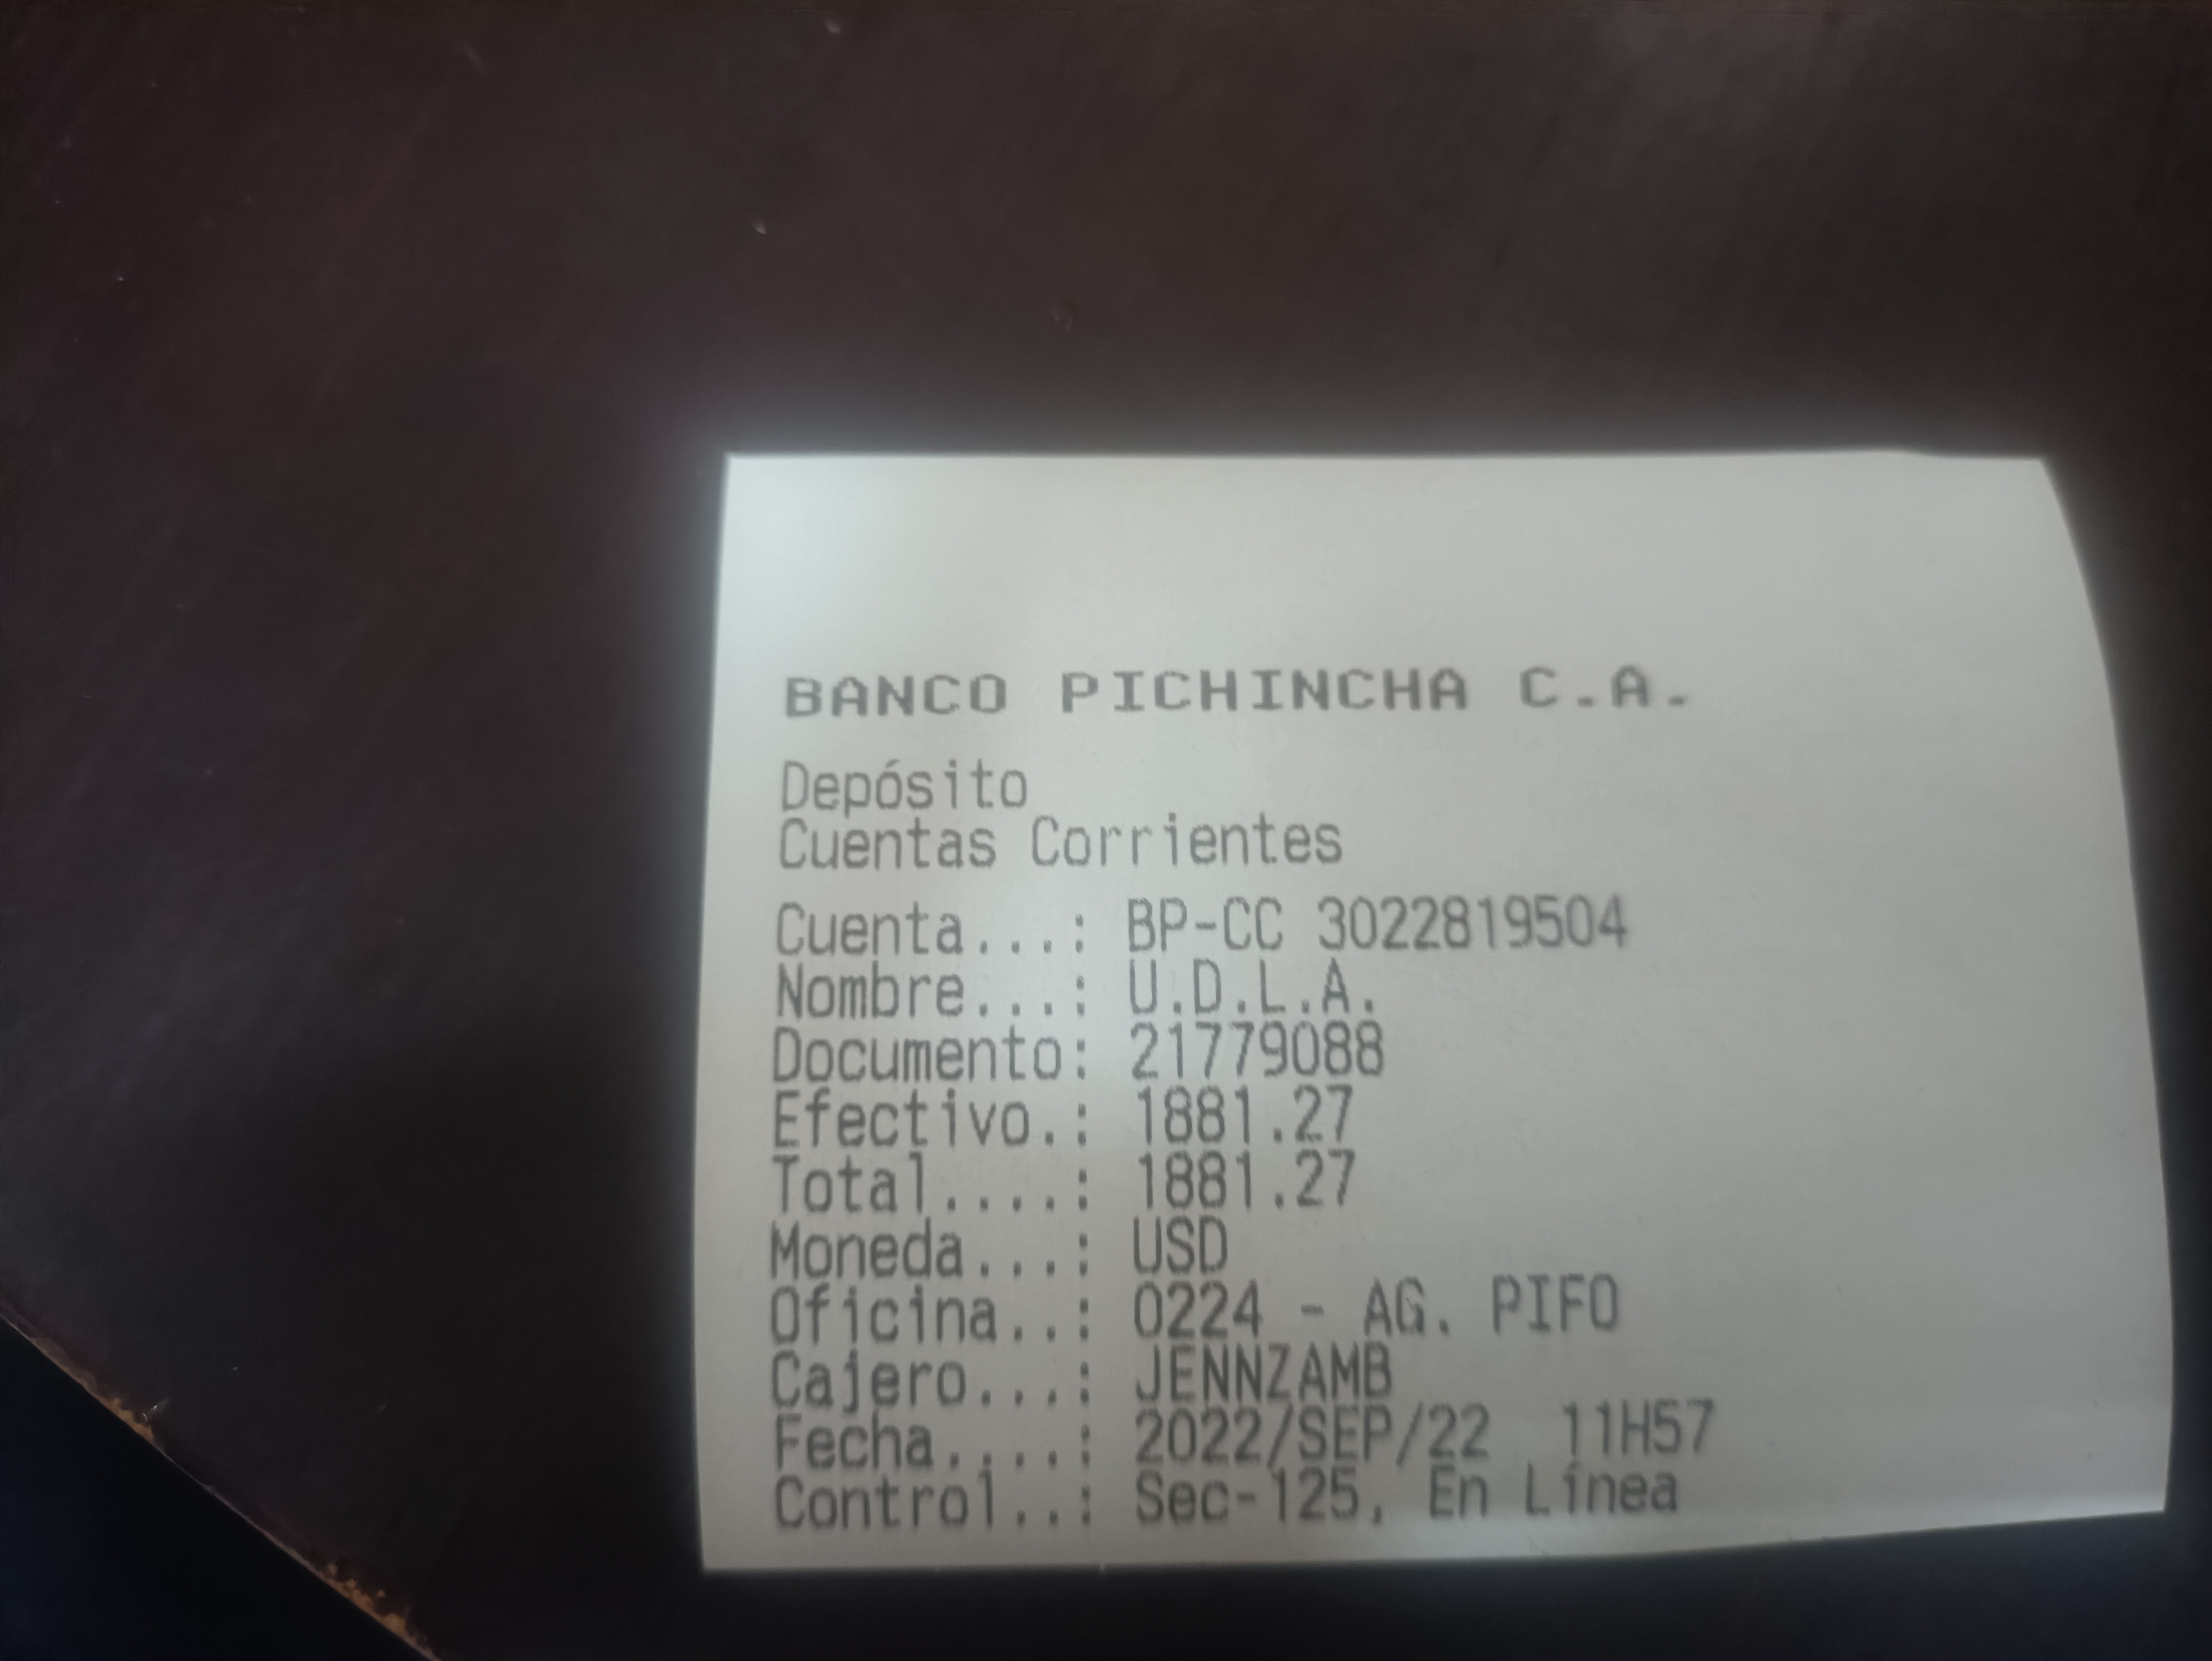 BANCO PICHINCHA C.A.
Depósito
Cuentas Corrientes
Cuenta...: BP-CC 3022819504
Nombre...: U.D.L.A.
Documento: 21779088
Efectivo.: 1881.27
Total....: 1881.27
Moneda...: USD
Oficina..: 0224 - AG. PIFO
Cajero...: JENNZAMB
Fecha....: 2022/SEP/22 11H57
Control..: Sec-125, En Línea